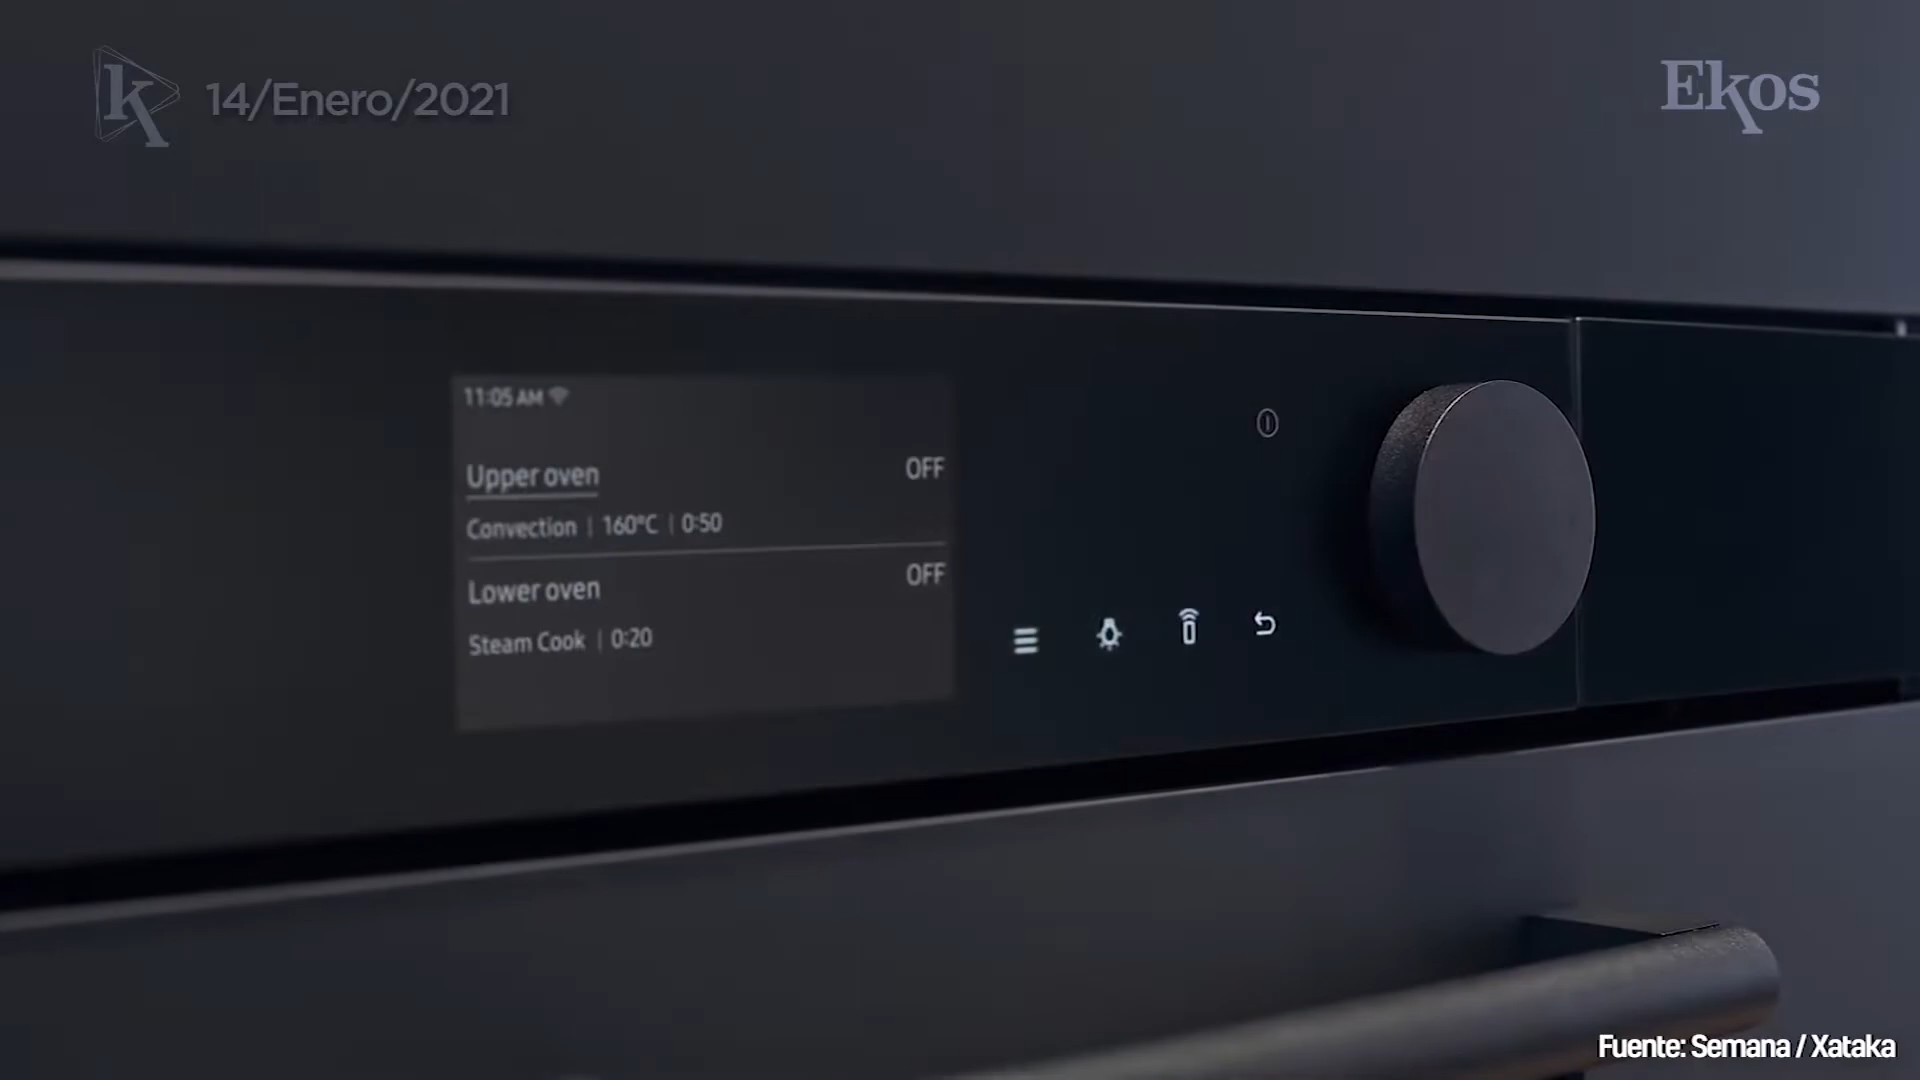 k 14/Enero/2021
Ekos
11:05 AM
Upper oven OFF
Convection | 160°C | 0:50
Lower oven OFF
Steam Cook | 0:20
Fuente: Semana / Xataka